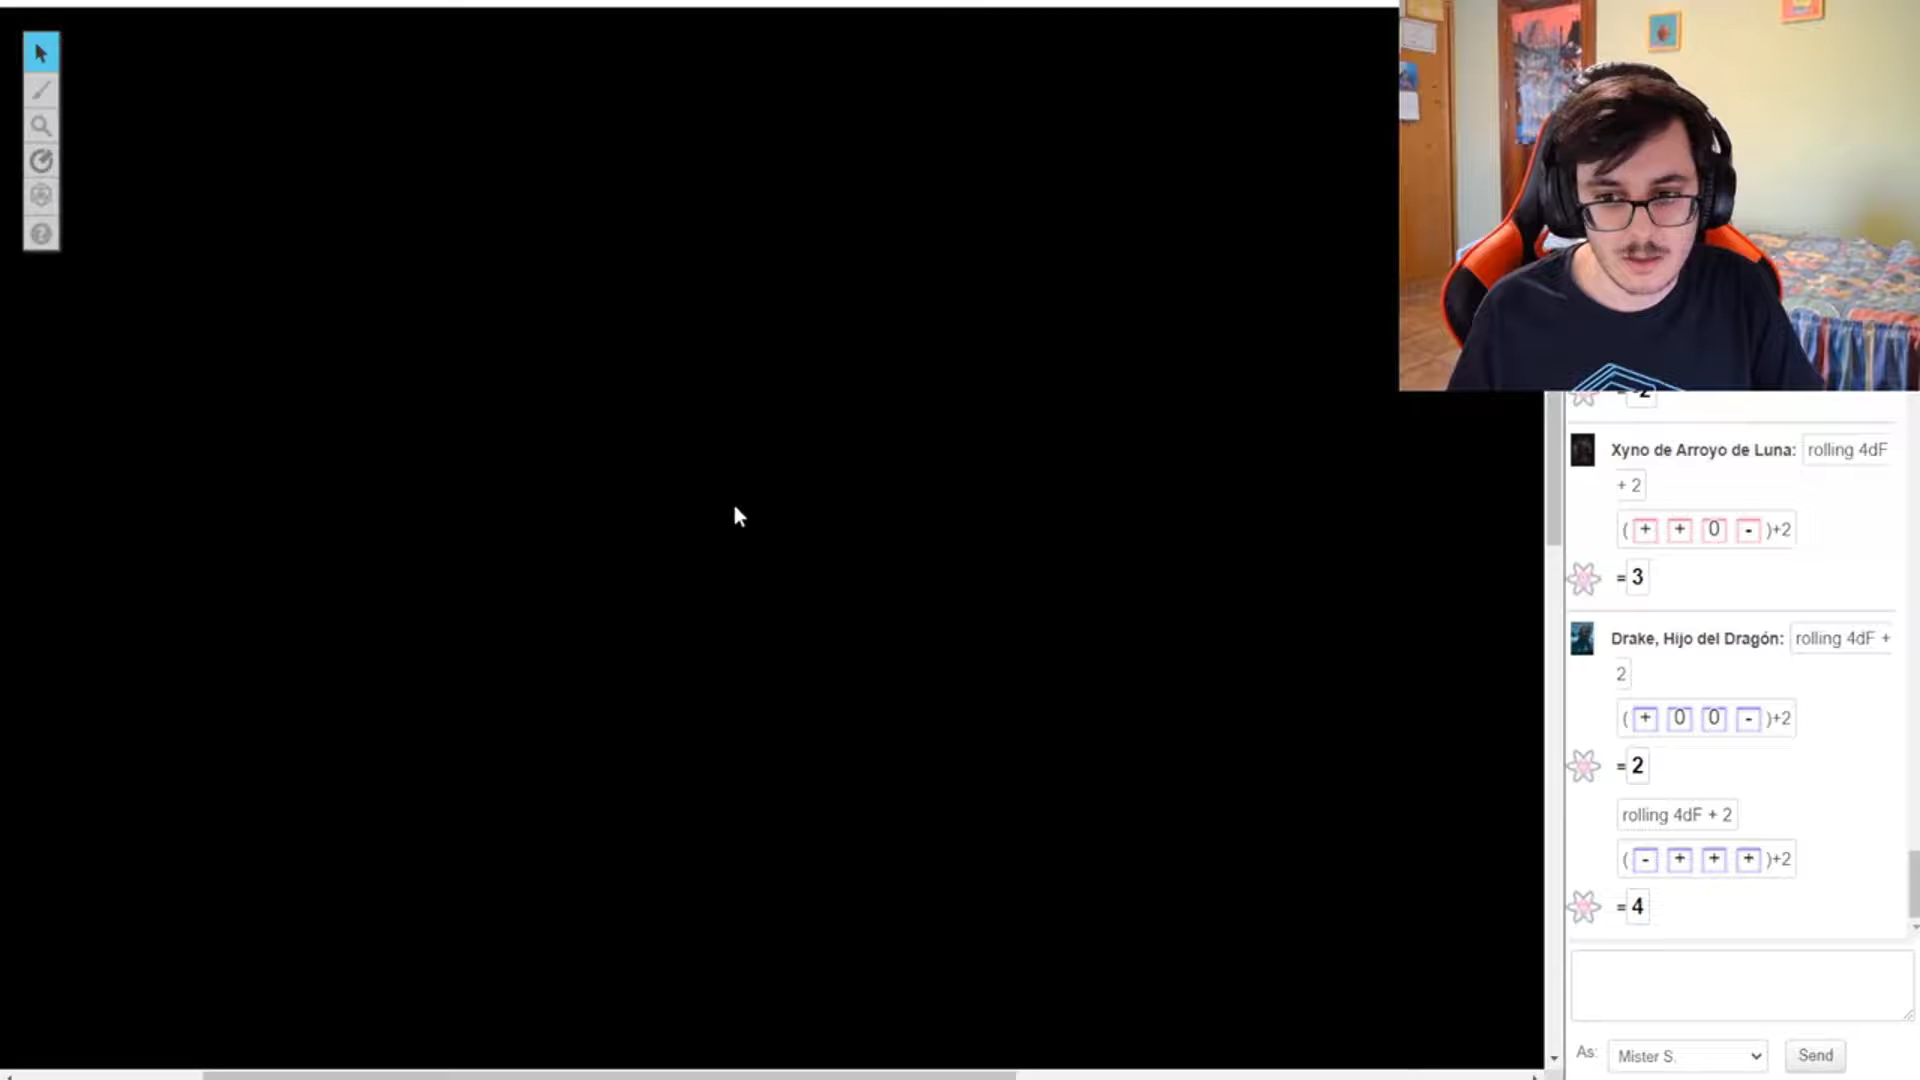 = -2
Xyno de Arroyo de Luna: rolling 4dF
+ 2
( + + 0 - )+2
= 3
Drake, Hijo del Dragón: rolling 4dF +
2
( + 0 0 - )+2
= 2
rolling 4dF + 2
( - + + + )+2
= 4
As: Mister S. Send